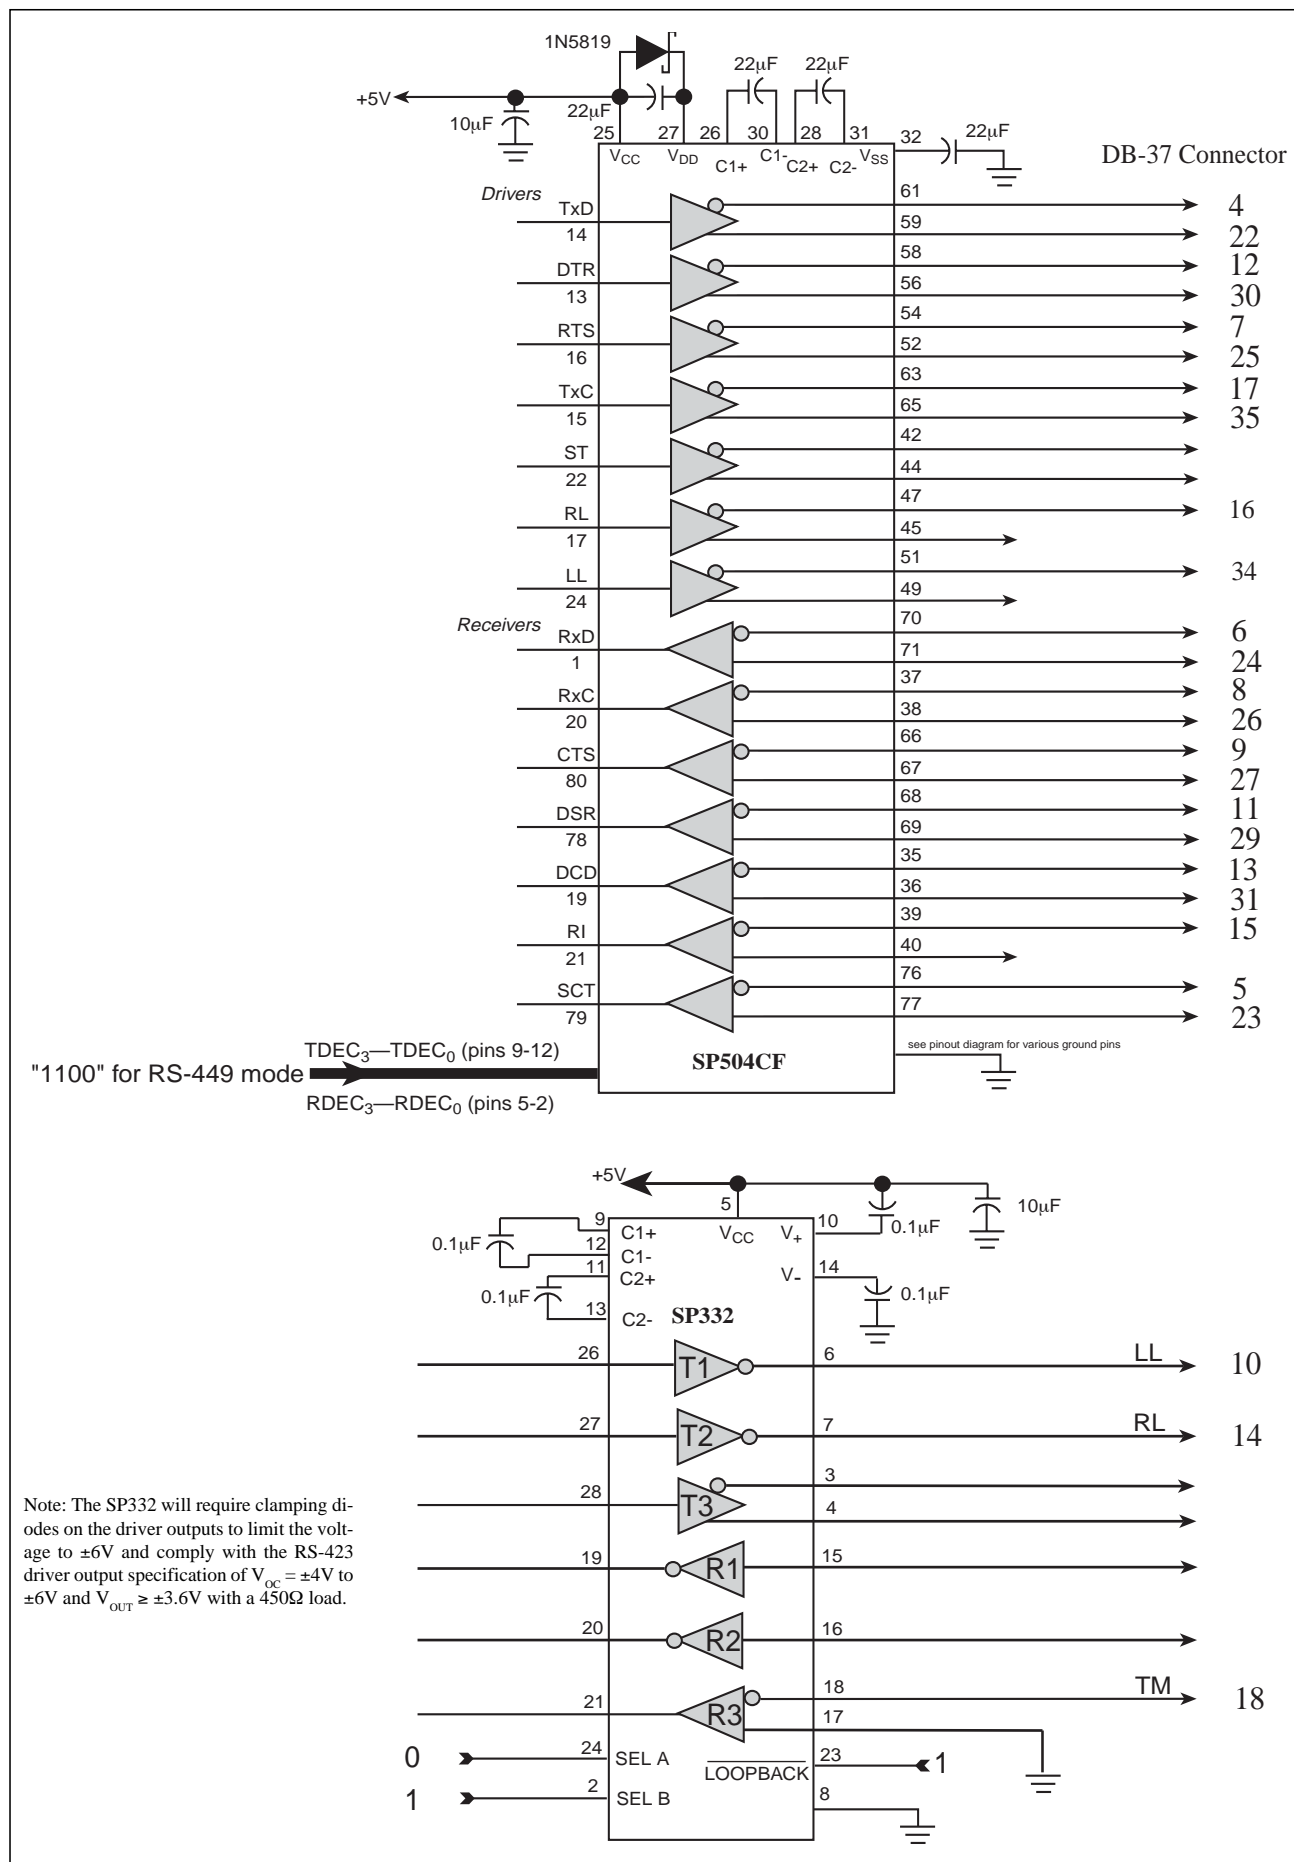 1N5819
22µF 22µF
+5V
10µF
22µF
25 27 26 30 28 31 32 22µF
VCC VDD C1+ C1- C2+ C2- VSS
DB-37 Connector
Drivers
61
TxD 4
14 59 22
58
DTR 12
13 56 30
54
RTS 7
16 52 25
63
TxC 17
15 65 35
42
ST
22 44
47
RL 16
17 45
51
LL 34
24 49
Receivers
70
RxD 6
1 71 24
37
RxC 8
20 38 26
66
CTS 9
80 67 27
68
DSR 11
78 69 29
35
DCD 13
19 36 31
39
RI 15
21 40
76
SCT 5
79 77 23
TDEC3—TDEC0 (pins 9-12)
see pinout diagram for various ground pins
SP504CF
"1100" for RS-449 mode
RDEC3—RDEC0 (pins 5-2)
+5V
5
9 C1+ VCC V+ 10 0.1µF 10µF
0.1µF 12 C1-
11 C2+ V- 14
0.1µF 0.1µF
13 C2- SP332
26 T1 6 LL 10
27 T2 7 RL 14
3
28 T3 4
Note: The SP332 will require clamping di-
odes on the driver outputs to limit the volt-
age to ±6V and comply with the RS-423
driver output specification of VOC = ±4V to
±6V and VOUT ≥ ±3.6V with a 450Ω load.
19 R1 15
20 R2 16
18 TM 18
21 R3 17
0 24 SEL A LOOPBACK 23 1
1 2 SEL B 8